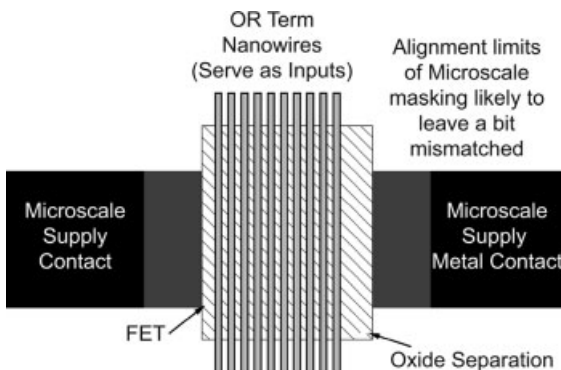 OR Term
Nanowires
(Serve as Inputs)
Alignment limits
of Microscale
masking likely to
leave a bit
mismatched
Microscale
Supply
Contact
Microscale
Supply
Metal Contact
FET
Oxide Separation